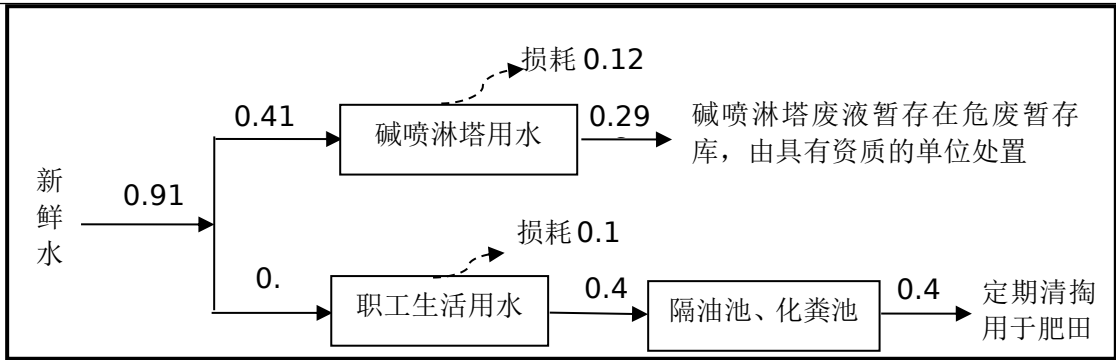 损耗0.12
0.41
碱喷淋塔用水
0.29
碱喷淋塔废液暂存在危废暂存
库，由具有资质的单位处置
新
鲜
水
0.91
损耗0.1
0.
职工生活用水
0.4
隔油池、化粪池
0.4
定期清掏
用于肥田